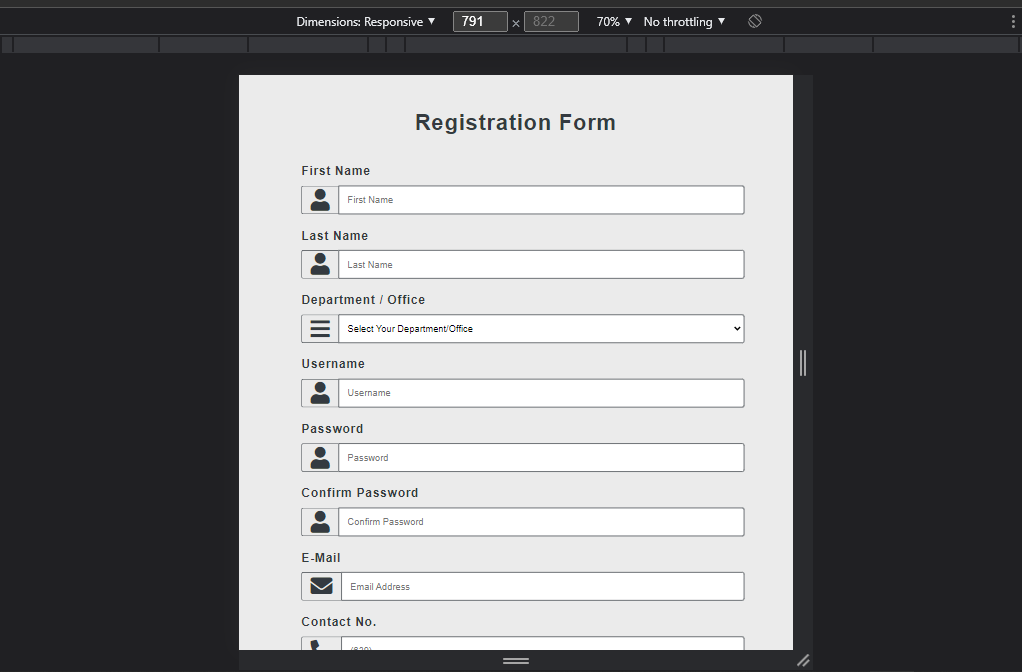 Dimensions: Responsive ▼ 791 × 822 70% ▼ No throttling ▼
Registration Form
First Name
First Name
Last Name
Last Name
Department / Office
Select Your Department/Office
Username
Username
Password
Password
Confirm Password
Confirm Password
E-Mail
Email Address
Contact No.